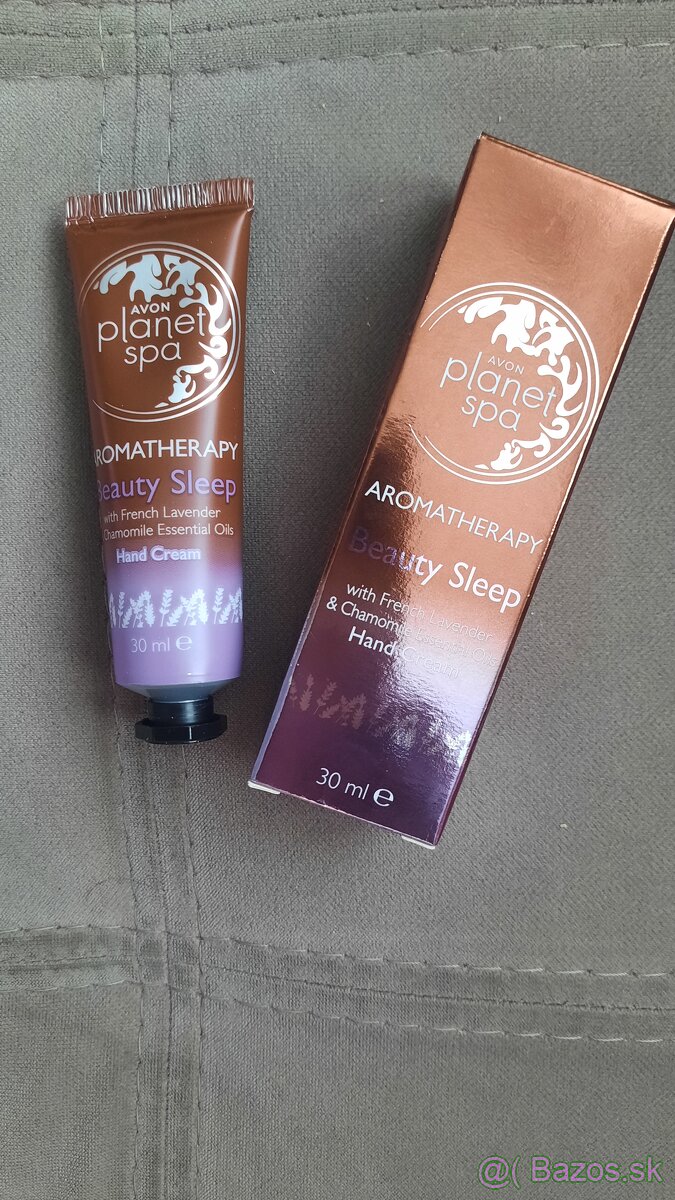 AVON
planet
spa
AROMATHERAPY
Beauty Sleep
with French Lavender
Chamomile Essential Oils
Hand Cream
30 ml e
AVON
planet
spa
AROMATHERAPY
Beauty Sleep
with French Lavender
& Chamomile Essential Oils
Hand Cream
30 ml e
@( Bazos.sk